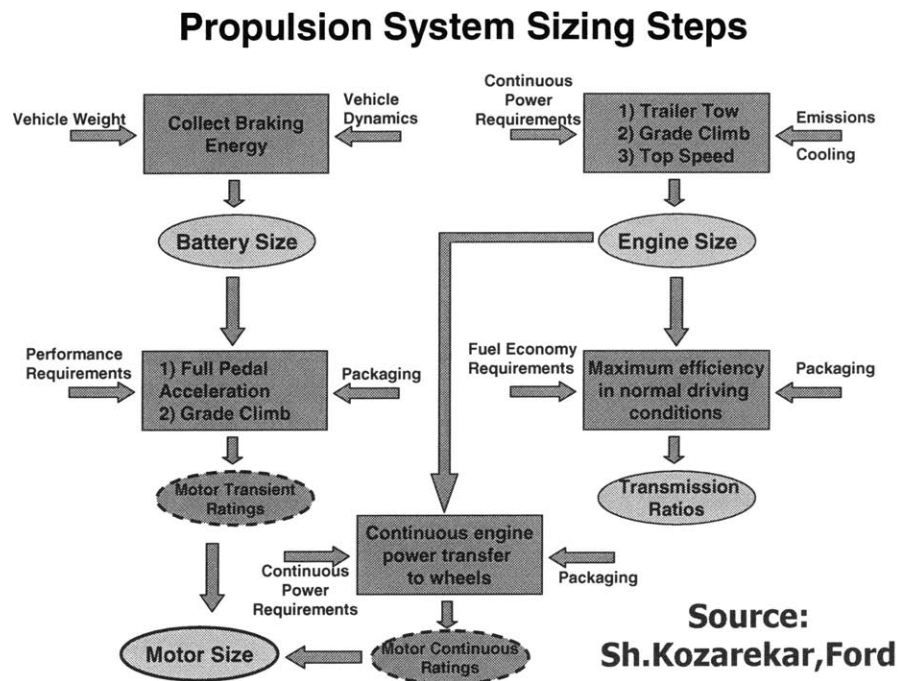 Propulsion System Sizing Steps
Vehicle Weight
Collect Braking
Energy
Vehicle
Dynamics
Continuous
Power
Requirements
1) Trailer Tow
2) Grade Climb
3) Top Speed
Emissions
Cooling
Battery Size
Engine Size
Performance
Requirements
1) Full Pedal
Acceleration
2) Grade Climb
Packaging
Fuel Economy
Requirements
Maximum efficiency
in normal driving
conditions
Packaging
Motor Transient
Ratings
Transmission
Ratios
Continuous engine
power transfer
to wheels
Continuous
Power
Requirements
Packaging
Motor Size
Motor Continuous
Ratings
Source:
Sh.Kozarekar,Ford